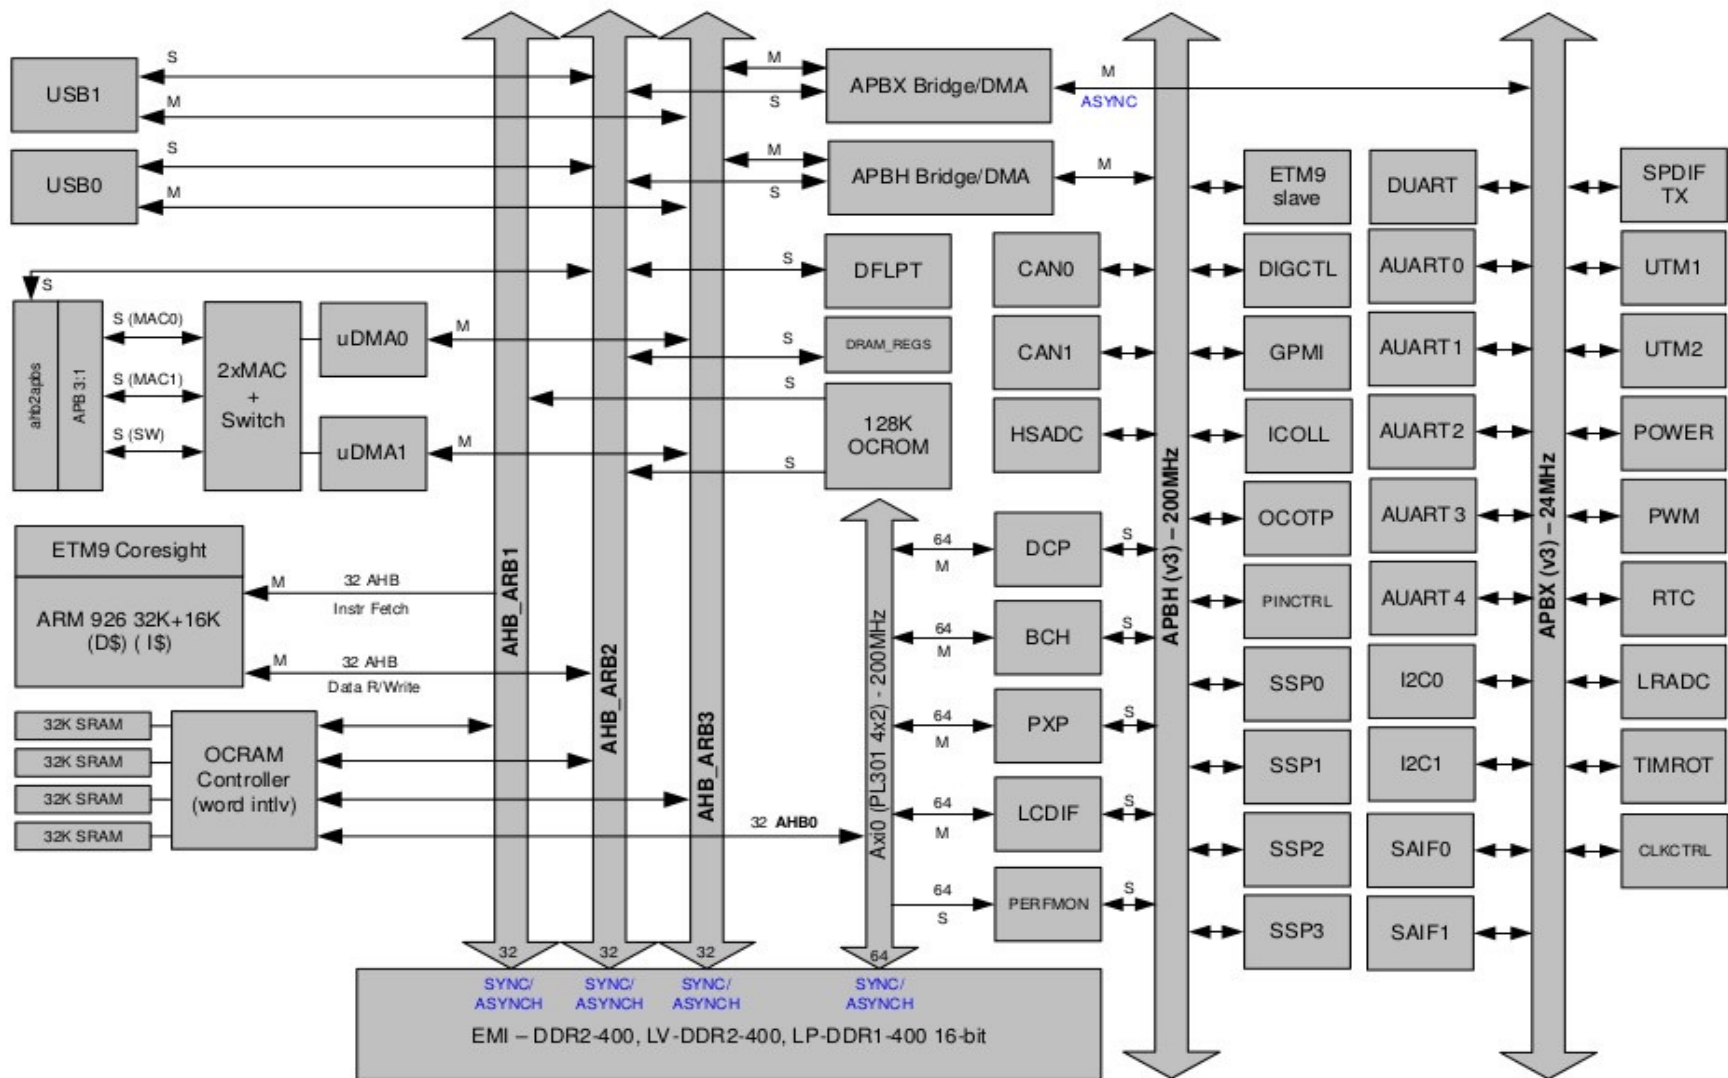 USB1
S
M
USB0
S
M
M
S
APBX Bridge/DMA
M
ASYNC
M
S
APBH Bridge/DMA
M
S
DFLPT
S
DRAM_REGS
S
128K
OCROM
S
S
ahb2apbs
APB 3:1
S (MAC0)
S (MAC1)
S (SW)
2xMAC
+
Switch
uDMA0
M
uDMA1
M
ETM9 Coresight
ARM 926 32K+16K
(D$) ( I$)
M
32 AHB
Instr Fetch
M
32 AHB
Data R/Write
32K SRAM
32K SRAM
32K SRAM
32K SRAM
OCRAM
Controller
(word intlv)
32 AHB0
AHB_ARB1
AHB_ARB2
AHB_ARB3
Axi0 (PL301 4x2) - 200MHz
32
32
32
64
SYNC/
ASYNCH
SYNC/
ASYNCH
SYNC/
ASYNCH
SYNC/
ASYNCH
EMI – DDR2-400, LV-DDR2-400, LP-DDR1-400 16-bit
CAN0
CAN1
HSADC
64
M
DCP
S
64
M
BCH
S
64
M
PXP
S
64
M
LCDIF
S
64
S
PERFMON
S
APBH (v3) – 200MHz
ETM9
slave
DIGCTL
GPMI
ICOLL
OCOTP
PINCTRL
SSP0
SSP1
SSP2
SSP3
DUART
AUART0
AUART1
AUART2
AUART3
AUART4
I2C0
I2C1
SAIF0
SAIF1
APBX (v3) – 24MHz
SPDIF
TX
UTM1
UTM2
POWER
PWM
RTC
LRADC
TIMROT
CLKCTRL